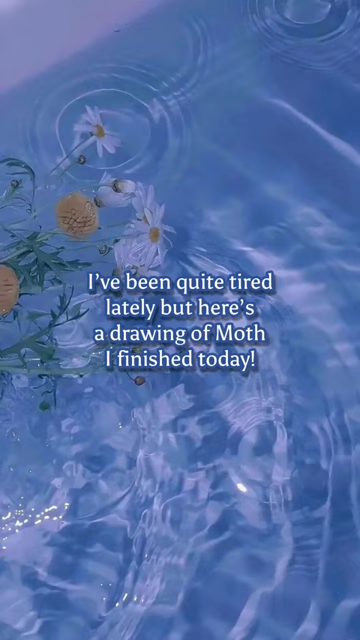 I've been quite tired
lately but here's
a drawing of Moth
I finished today!